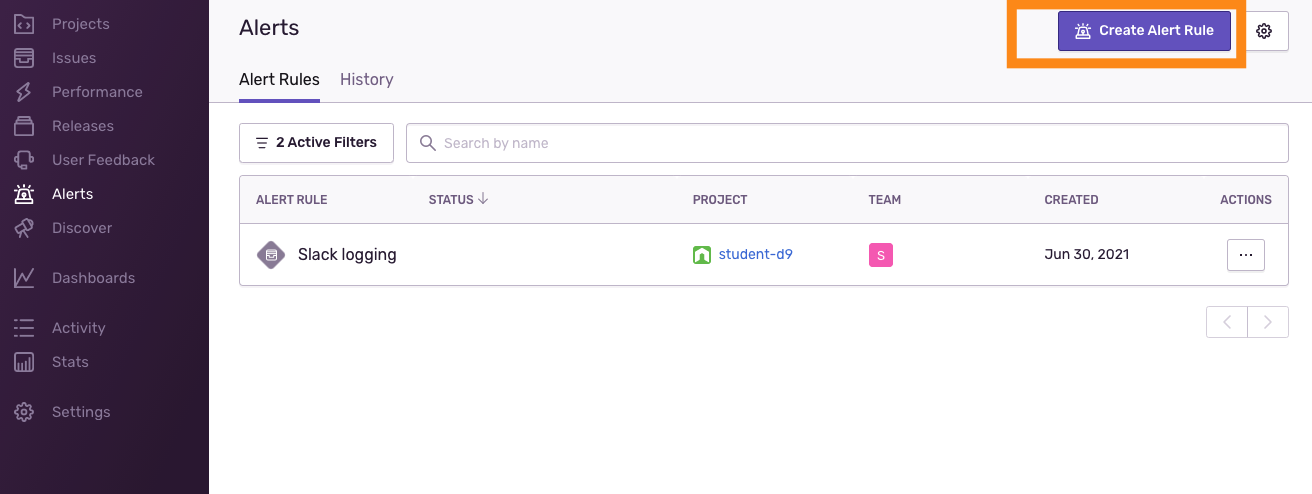 Projects
Issues
Performance
Releases
User Feedback
Alerts
Discover
Dashboards
Activity
Stats
Settings
Alerts
Create Alert Rule
Alert Rules History
2 Active Filters
Search by name
ALERT RULE STATUS PROJECT TEAM CREATED ACTIONS
Slack logging student-d9 S Jun 30, 2021 ...